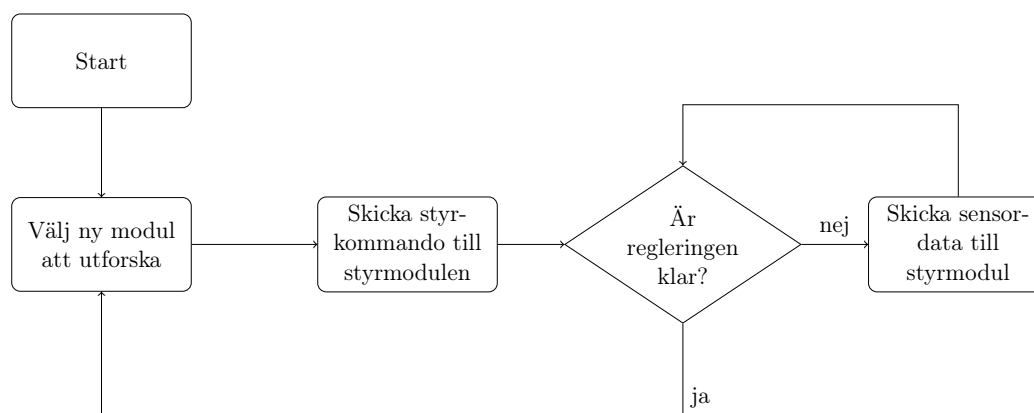 Start
Välj ny modul
att utforska
Skicka styr-
kommando till
styrmodulen
Är
regleringen
klar?
nej
Skicka sensor-
data till
styrmodul
ja